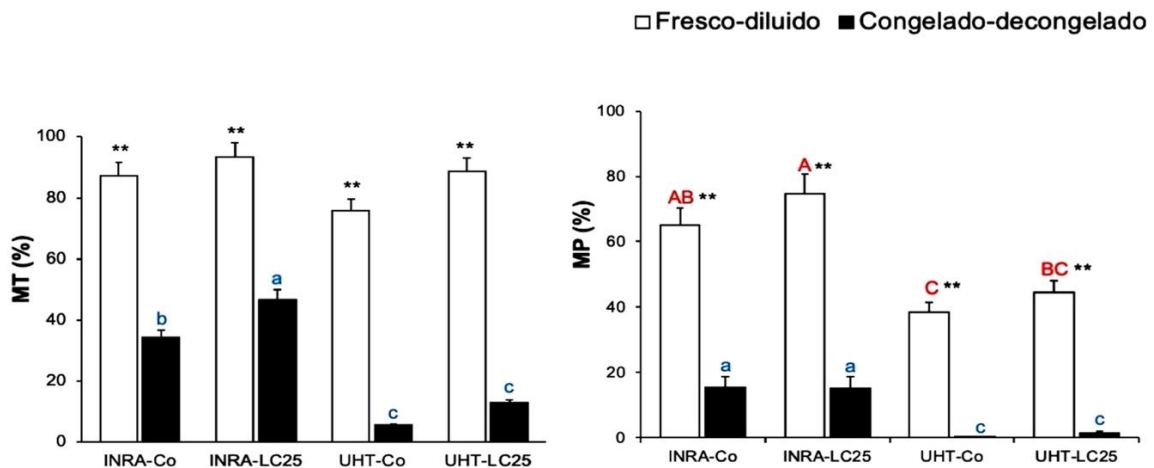 Fresco-diluido Congelado-decongelado
MT (%)
100
80
60
40
20
0
** ** ** **
b a c c
INRA-Co INRA-LC25 UHT-Co UHT-LC25
MP (%)
100
80
60
40
20
0
AB ** A ** C ** BC **
a a c c
INRA-Co INRA-LC25 UHT-Co UHT-LC25